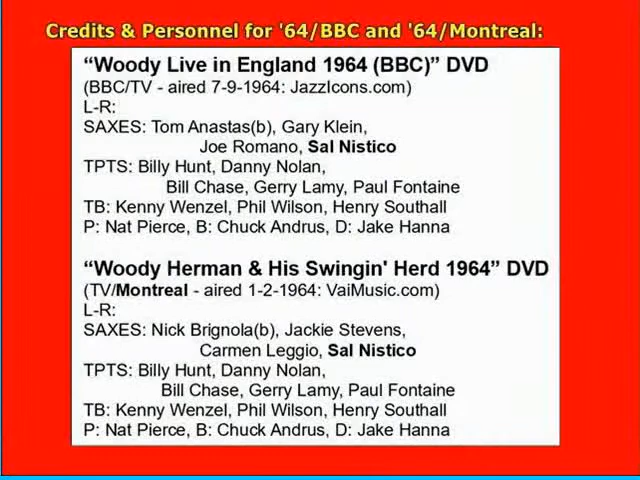 Credits & Personnel for '64/BBC and '64/Montreal:
“Woody Live in England 1964 (BBC)” DVD
(BBC/TV - aired 7-9-1964: JazzIcons.com)
L-R:
SAXES: Tom Anastas(b), Gary Klein,
Joe Romano, Sal Nistico
TPTS: Billy Hunt, Danny Nolan,
Bill Chase, Gerry Lamy, Paul Fontaine
TB: Kenny Wenzel, Phil Wilson, Henry Southall
P: Nat Pierce, B: Chuck Andrus, D: Jake Hanna
“Woody Herman & His Swingin' Herd 1964” DVD
(TV/Montreal - aired 1-2-1964: VaiMusic.com)
L-R:
SAXES: Nick Brignola(b), Jackie Stevens,
Carmen Leggio, Sal Nistico
TPTS: Billy Hunt, Danny Nolan,
Bill Chase, Gerry Lamy, Paul Fontaine
TB: Kenny Wenzel, Phil Wilson, Henry Southall
P: Nat Pierce, B: Chuck Andrus, D: Jake Hanna